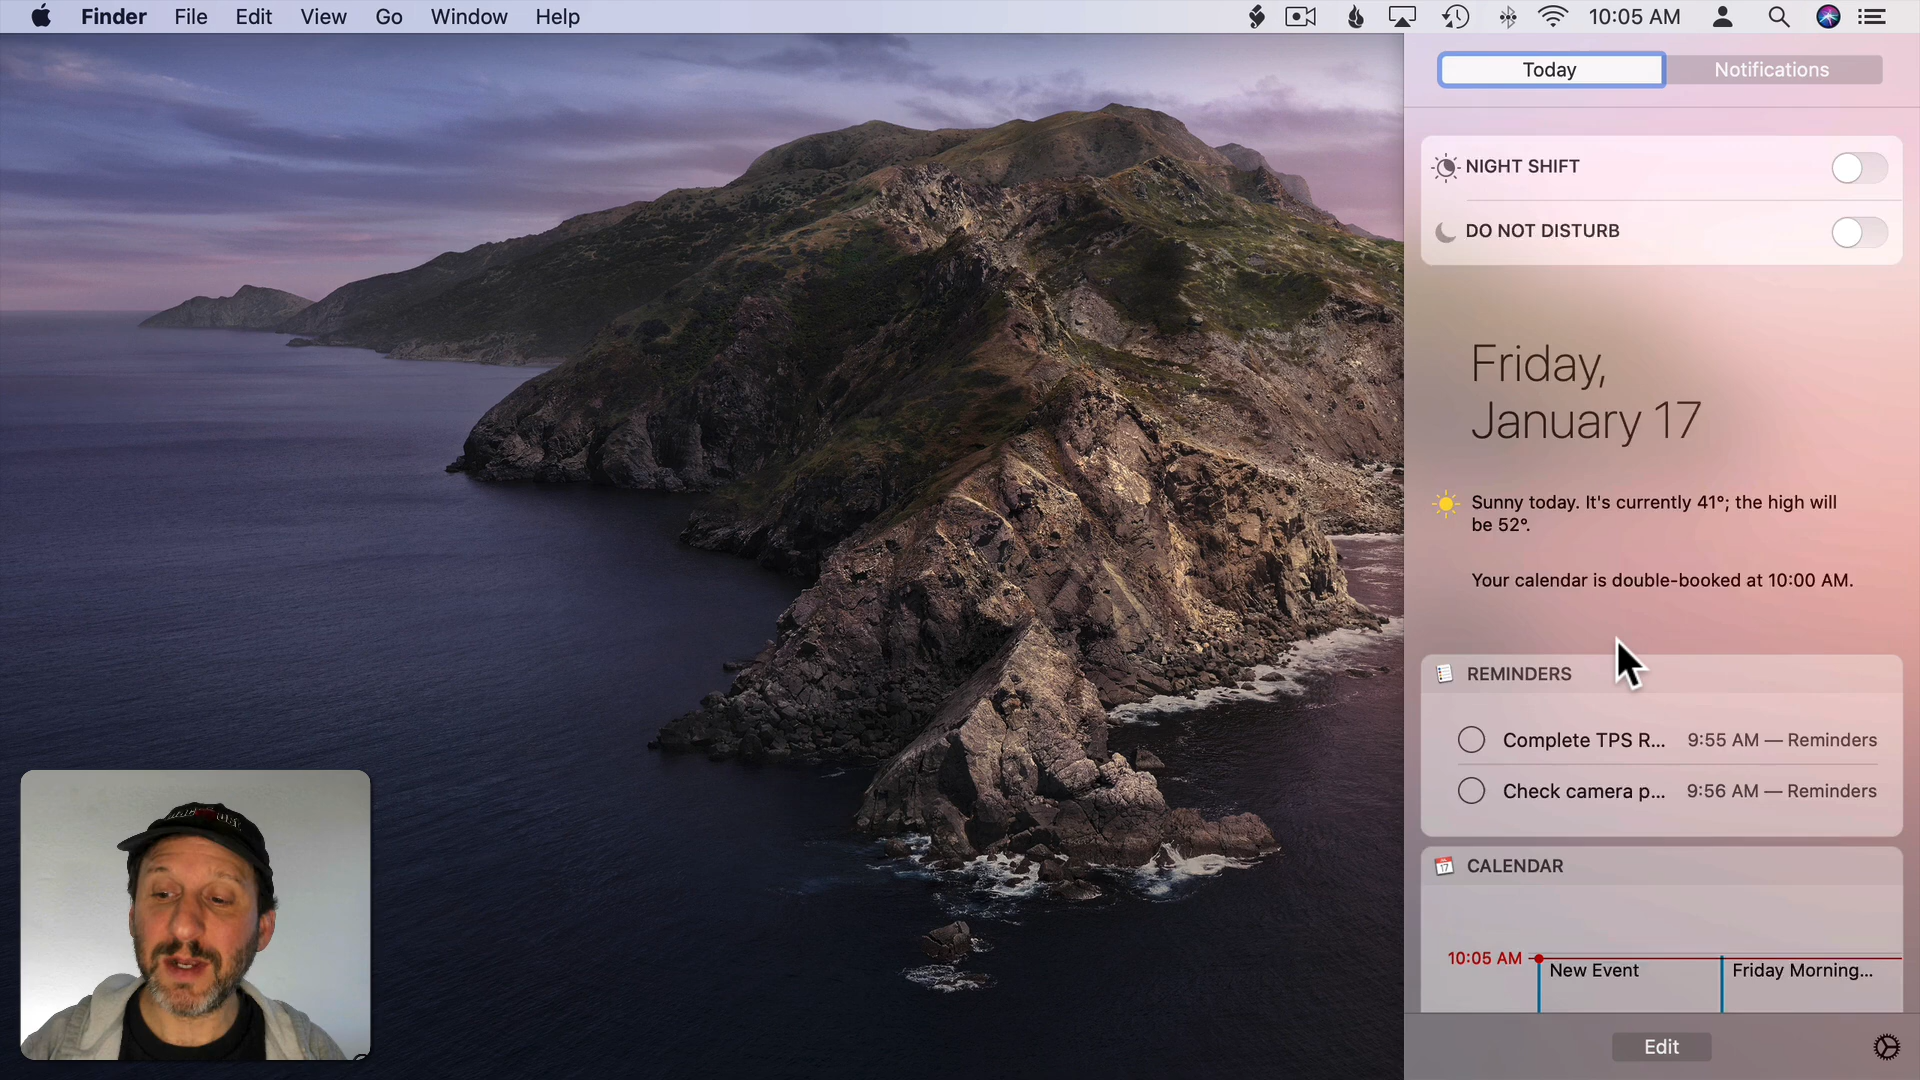 Finder File Edit View Go Window Help 10:05 AM
Today Notifications
NIGHT SHIFT
DO NOT DISTURB
Friday,
January 17
Sunny today. It's currently 41°; the high will
be 52°.
Your calendar is double-booked at 10:00 AM.
REMINDERS
Complete TPS R... 9:55 AM — Reminders
Check camera p... 9:56 AM — Reminders
17 CALENDAR
10:05 AM
New Event Friday Morning...
Edit